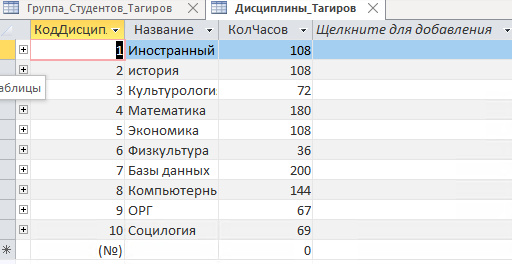 Группа_Студентов_Тагиров Дисциплины_Тагиров
КодДисцип. Название КолЧасов Щелкните для добавления
1 Иностранный 108
2 история 108
3 Культурологи 72
4 Математика 180
5 Экономика 108
6 Физкультура 36
7 Базы данных 200
8 Компьютернь 144
9 ОРГ 67
10 Социлогия 69
(№) 0
аблицы